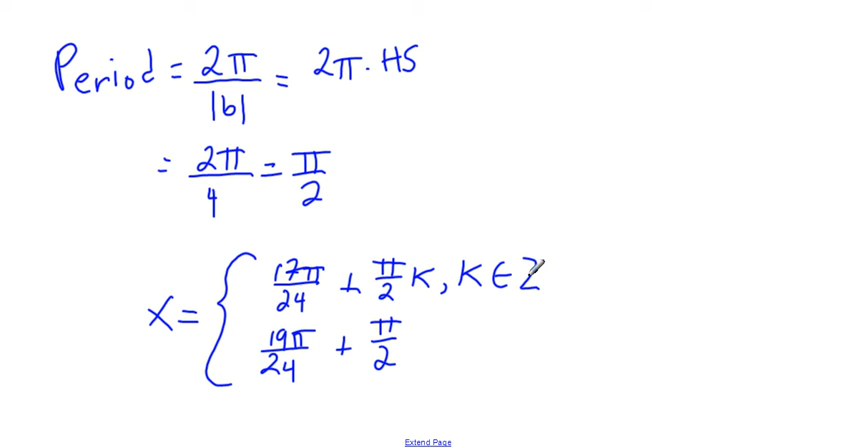 Period = 2π/|b| = 2π · HS
= 2π/4 = π/2
x = { 17π/24 + π/2 K, K ∈ Z
19π/24 + π/2
Extend Page